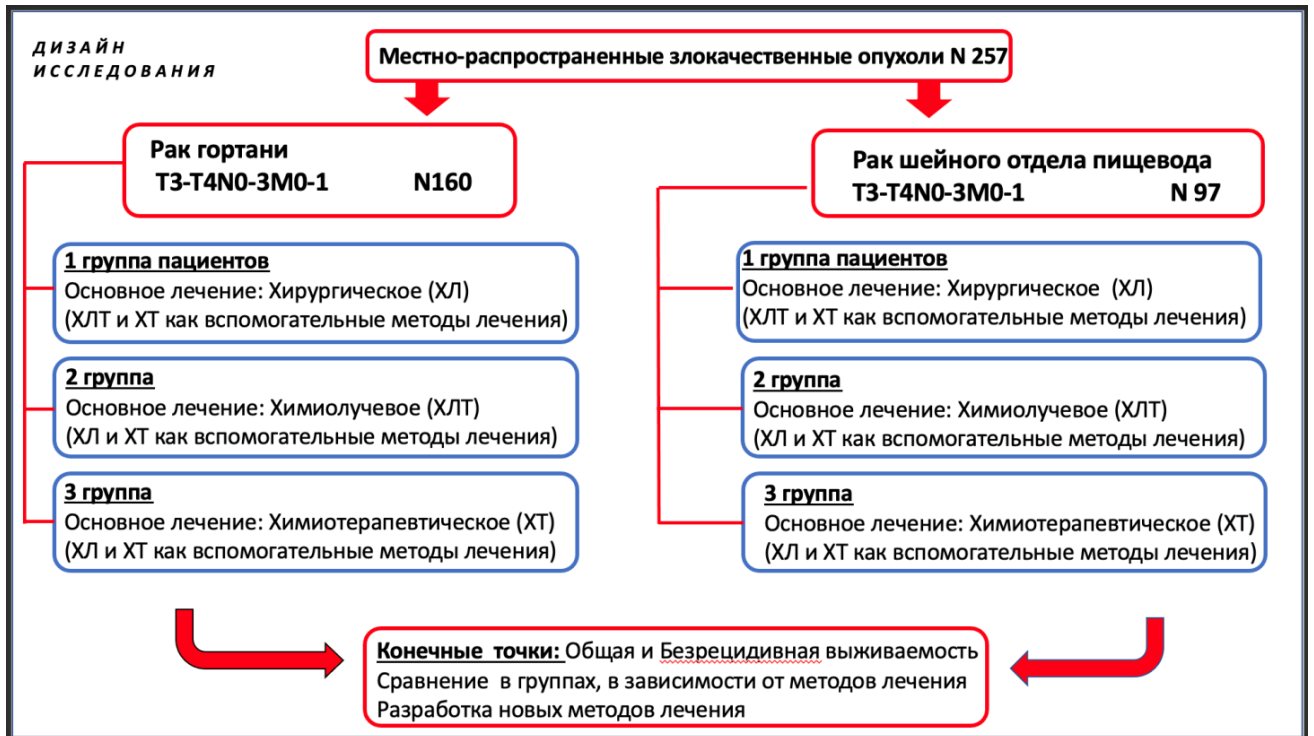 ДИЗАЙН
ИССЛЕДОВАНИЯ
Местно-распространенные злокачественные опухоли N 257
Рак гортани
T3-T4N0-3M0-1 N160
1 группа пациентов
Основное лечение: Хирургическое (ХЛ)
(ХЛТ и ХТ как вспомогательные методы лечения)
2 группа
Основное лечение: Химиолучевое (ХЛТ)
(ХЛ и ХТ как вспомогательные методы лечения)
3 группа
Основное лечение: Химиотерапевтическое (ХТ)
(ХЛ и ХТ как вспомогательные методы лечения)
Рак шейного отдела пищевода
T3-T4N0-3M0-1 N 97
1 группа пациентов
Основное лечение: Хирургическое (ХЛ)
(ХЛТ и ХТ как вспомогательные методы лечения)
2 группа
Основное лечение: Химиолучевое (ХЛТ)
(ХЛ и ХТ как вспомогательные методы лечения)
3 группа
Основное лечение: Химиотерапевтическое (ХТ)
(ХЛ и ХТ как вспомогательные методы лечения)
Конечные точки: Общая и Безрецидивная выживаемость
Сравнение в группах, в зависимости от методов лечения
Разработка новых методов лечения